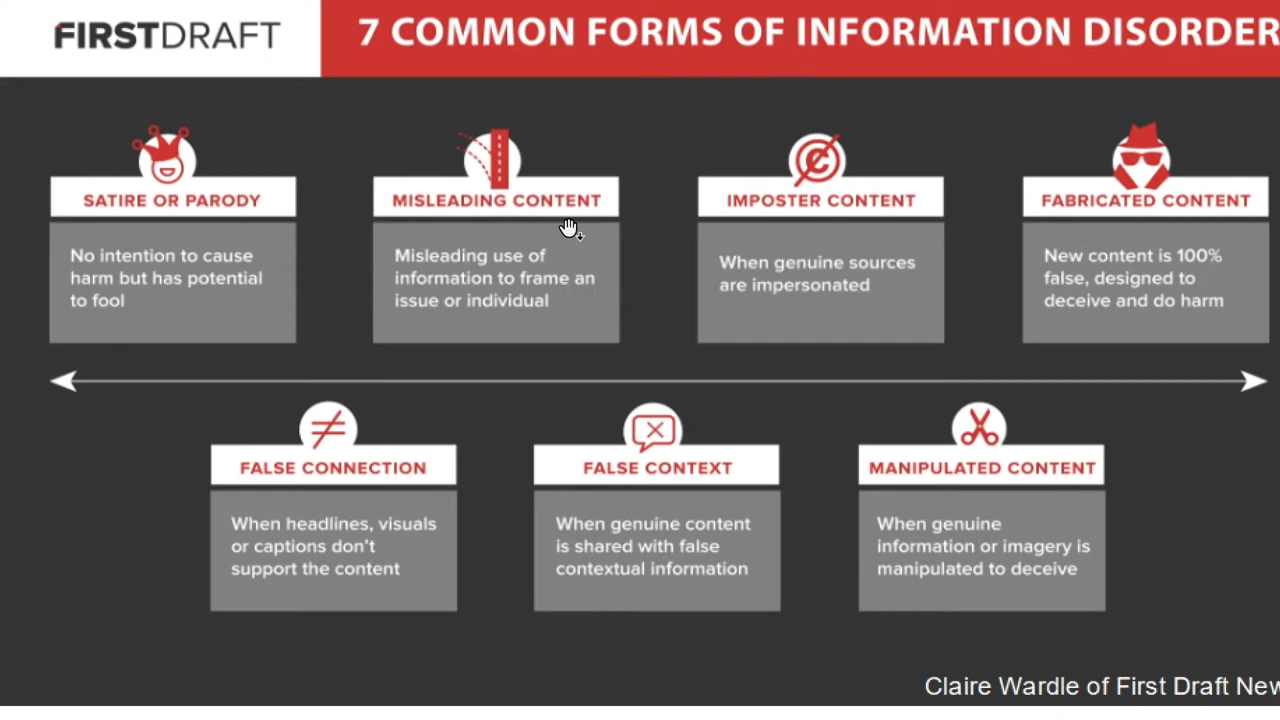 FIRSTDRAFT
7 COMMON FORMS OF INFORMATION DISORDER
SATIRE OR PARODY
No intention to cause
harm but has potential
to fool
MISLEADING CONTENT
Misleading use of
information to frame an
issue or individual
IMPOSTER CONTENT
When genuine sources
are impersonated
FABRICATED CONTENT
New content is 100%
false, designed to
deceive and do harm
FALSE CONNECTION
When headlines, visuals
or captions don't
support the content
FALSE CONTEXT
When genuine content
is shared with false
contextual information
MANIPULATED CONTENT
When genuine
information or imagery is
manipulated to deceive
Claire Wardle of First Draft